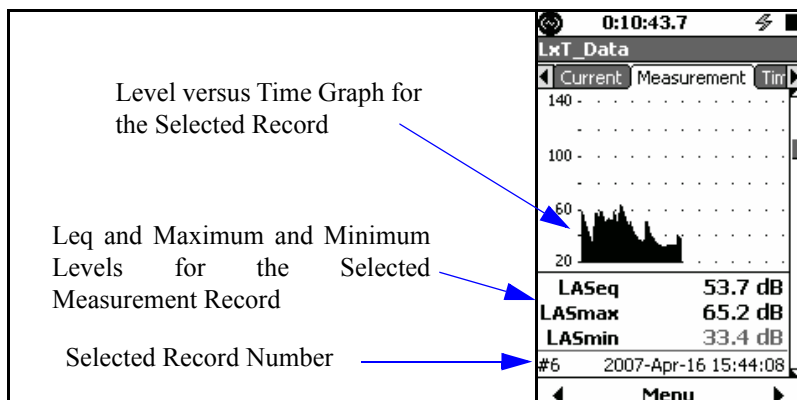 Level versus Time Graph for
the Selected Record
Leq and Maximum and Minimum
Levels for the Selected
Measurement Record
Selected Record Number
0:10:43.7
LxT_Data
Current Measurement Tim
140
100
60
20
LASeq 53.7 dB
LASmax 65.2 dB
LASmin 33.4 dB
#6 2007-Apr-16 15:44:08
Menu